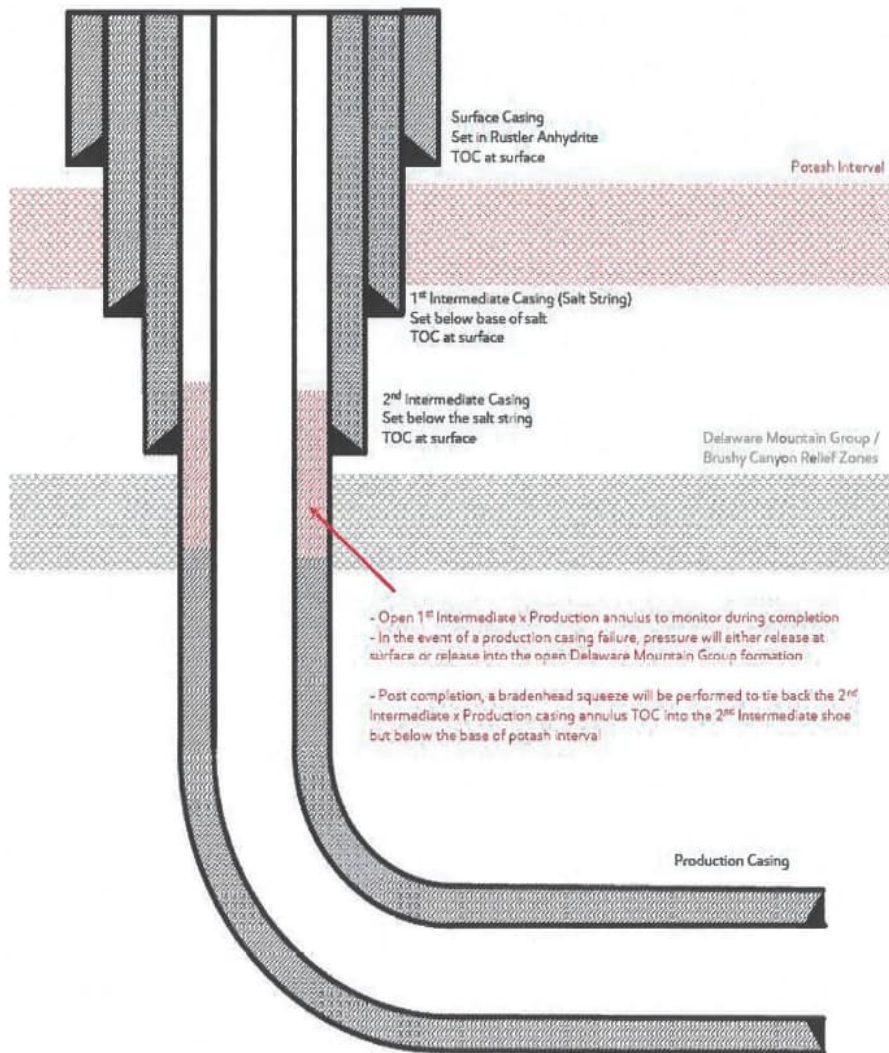 Surface Casing
Set in Rustler Anhydrite
TOC at surface
Potash Interval
1st Intermediate Casing (Salt String)
Set below base of salt
TOC at surface
2nd Intermediate Casing
Set below the salt string
TOC at surface
Delaware Mountain Group /
Brushy Canyon Relief Zones
- Open 1st Intermediate x Production annulus to monitor during completion
- In the event of a production casing failure, pressure will either release at
surface or release into the open Delaware Mountain Group formation
- Post completion, a bradenhead squeeze will be performed to tie back the 2nd
Intermediate x Production casing annulus TOC into the 2nd Intermediate shoe
but below the base of potash interval
Production Casing